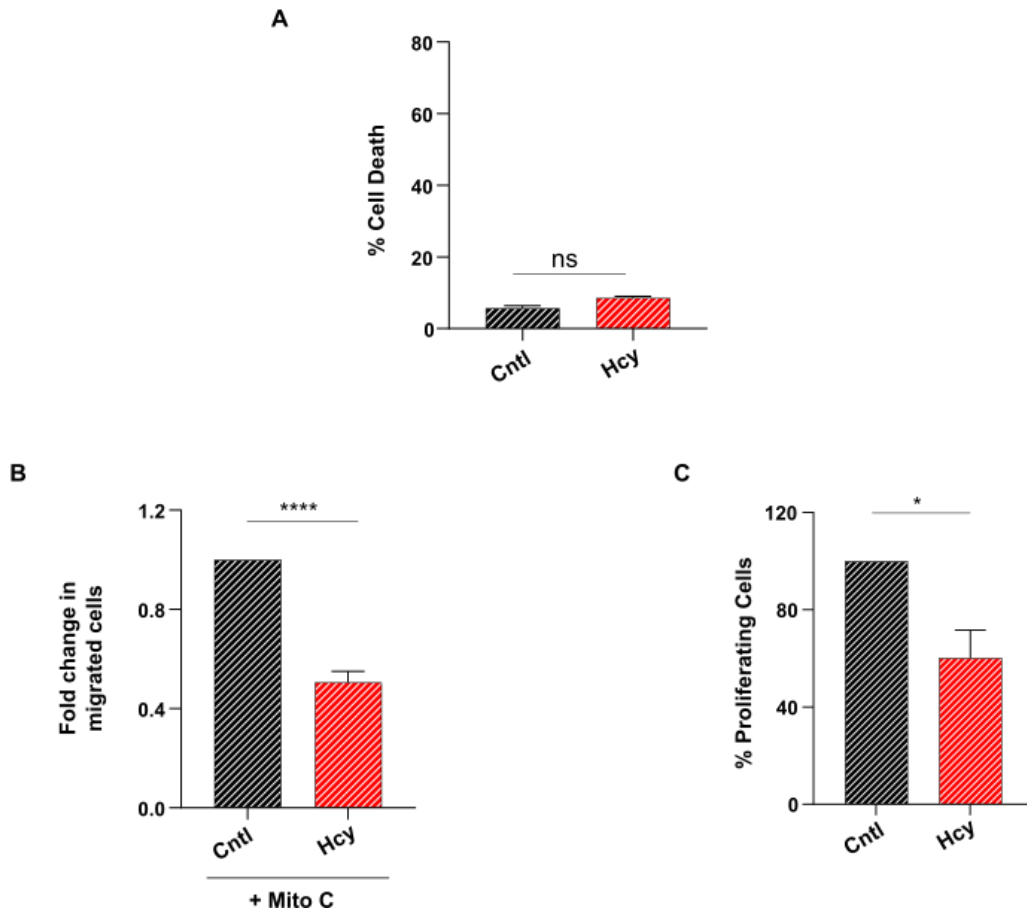 A
% Cell Death
80
60
40
20
0
ns
Cntl
Hcy
B
Fold change in
migrated cells
1.2
0.8
0.4
0.0
****
Cntl
Hcy
+ Mito C
C
% Proliferating Cells
120
80
40
0
*
Cntl
Hcy